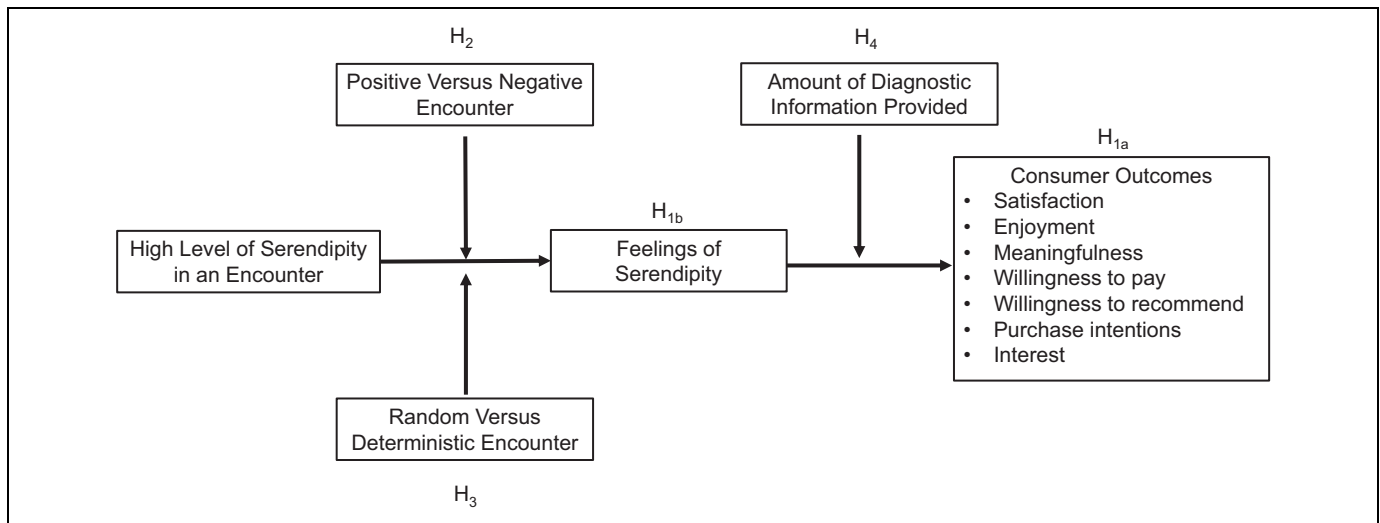 H2
Positive Versus Negative
Encounter
H4
Amount of Diagnostic
Information Provided
H1a
Consumer Outcomes
• Satisfaction
• Enjoyment
• Meaningfulness
• Willingness to pay
• Willingness to recommend
• Purchase intentions
• Interest
H1b
Feelings of
Serendipity
High Level of Serendipity
in an Encounter
Random Versus
Deterministic Encounter
H3